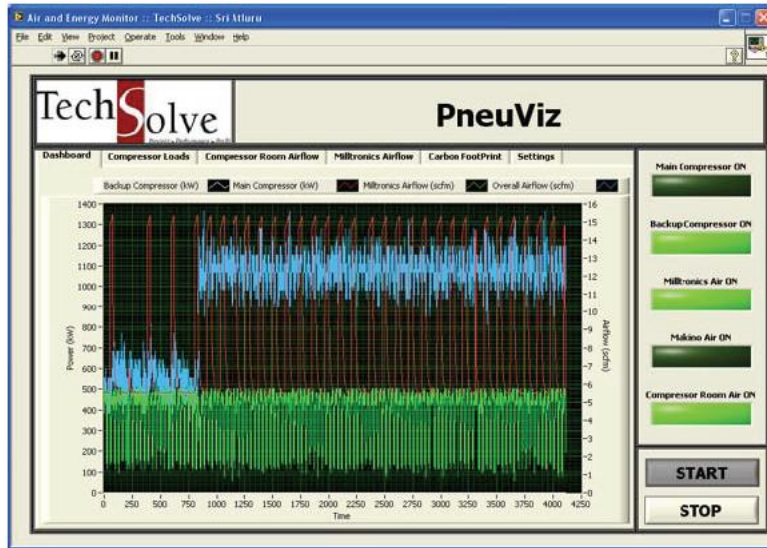 Air and Energy Monitor :: TechSolve :: Sri Atluru
File Edit View Project Operate Tools Window Help
TechSolve
PneuViz
Dashboard Compressor Loads Compressor Room Airflow Milltronics Airflow Carbon FootPrint Settings
Backup Compressor (kW) Main Compressor (kW) Miltronics Airflow (scfm) Overall Airflow (scfm)
1400
1300
1200
1100
1000
900
800
700
600
500
400
300
200
100
0
Power (kW)
16
15
14
13
12
11
10
9
8
7
6
5
4
3
2
1
0
Airflow (scfm)
0 250 500 750 1000 1250 1500 1750 2000 2250 2500 2750 3000 3250 3500 3750 4000 4250
Time
Main Compressor ON
Backup Compressor ON
Milltronics Air ON
Makino Air ON
Compressor Room Air ON
START
STOP